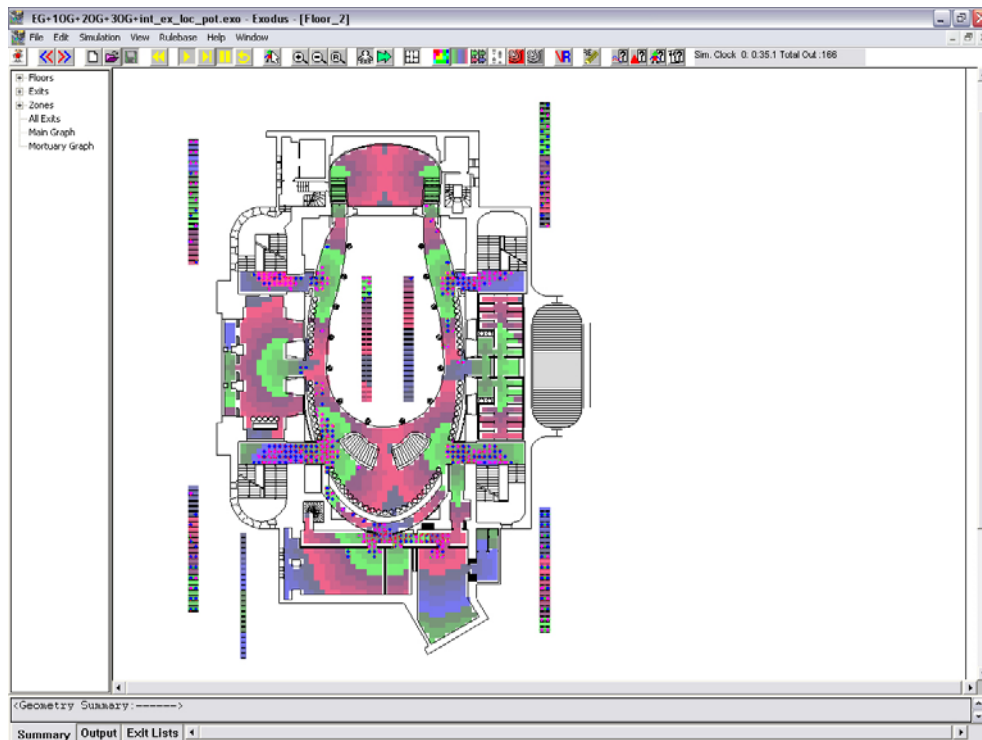 EG+1OG+2OG+3OG+int_ex_loc_pot.exo - Exodus - [Floor_2]
File Edit Simulation View Rulebase Help Window
Sim. Clock 0. 0.35.1 Total Out :166
Floors
Exits
Zones
All Exits
Main Graph
Mortuary Graph
<Geometry Summary:------>
Summary Output Exit Lists